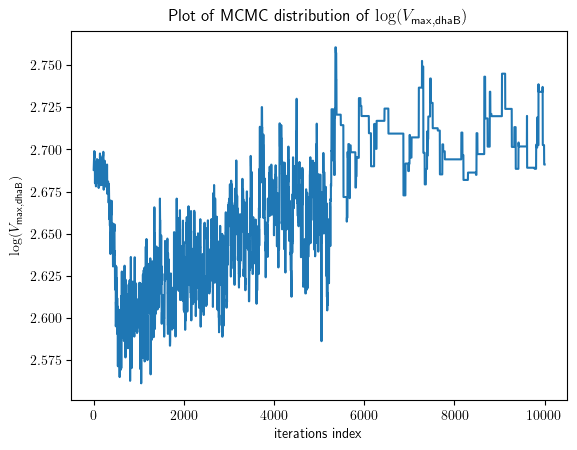 Plot of MCMC distribution of log(V_max,dhaB)
log(V_max,dhaB)
2.750
2.725
2.700
2.675
2.650
2.625
2.600
2.575
0 2000 4000 6000 8000 10000
iterations index